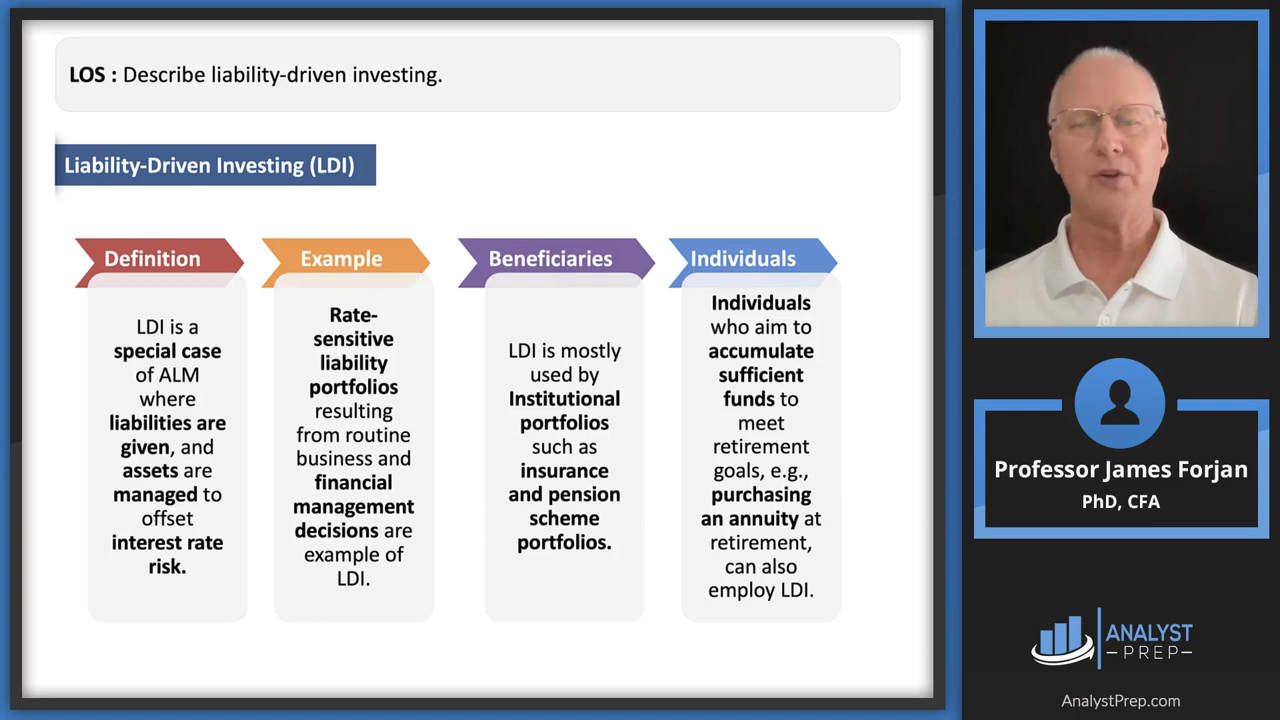 LOS : Describe liability-driven investing.
Liability-Driven Investing (LDI)
Definition
LDI is a
special case
of ALM
where
liabilities are
given, and
assets are
managed to
offset
interest rate
risk.
Example
Rate-
sensitive
liability
portfolios
resulting
from routine
business and
financial
management
decisions are
example of
LDI.
Beneficiaries
LDI is mostly
used by
Institutional
portfolios
such as
insurance
and pension
scheme
portfolios.
Individuals
Individuals
who aim to
accumulate
sufficient
funds to
meet
retirement
goals, e.g.,
purchasing
an annuity at
retirement,
can also
employ LDI.
Professor James Forjan
PhD, CFA
ANALYST
PREP
AnalystPrep.com